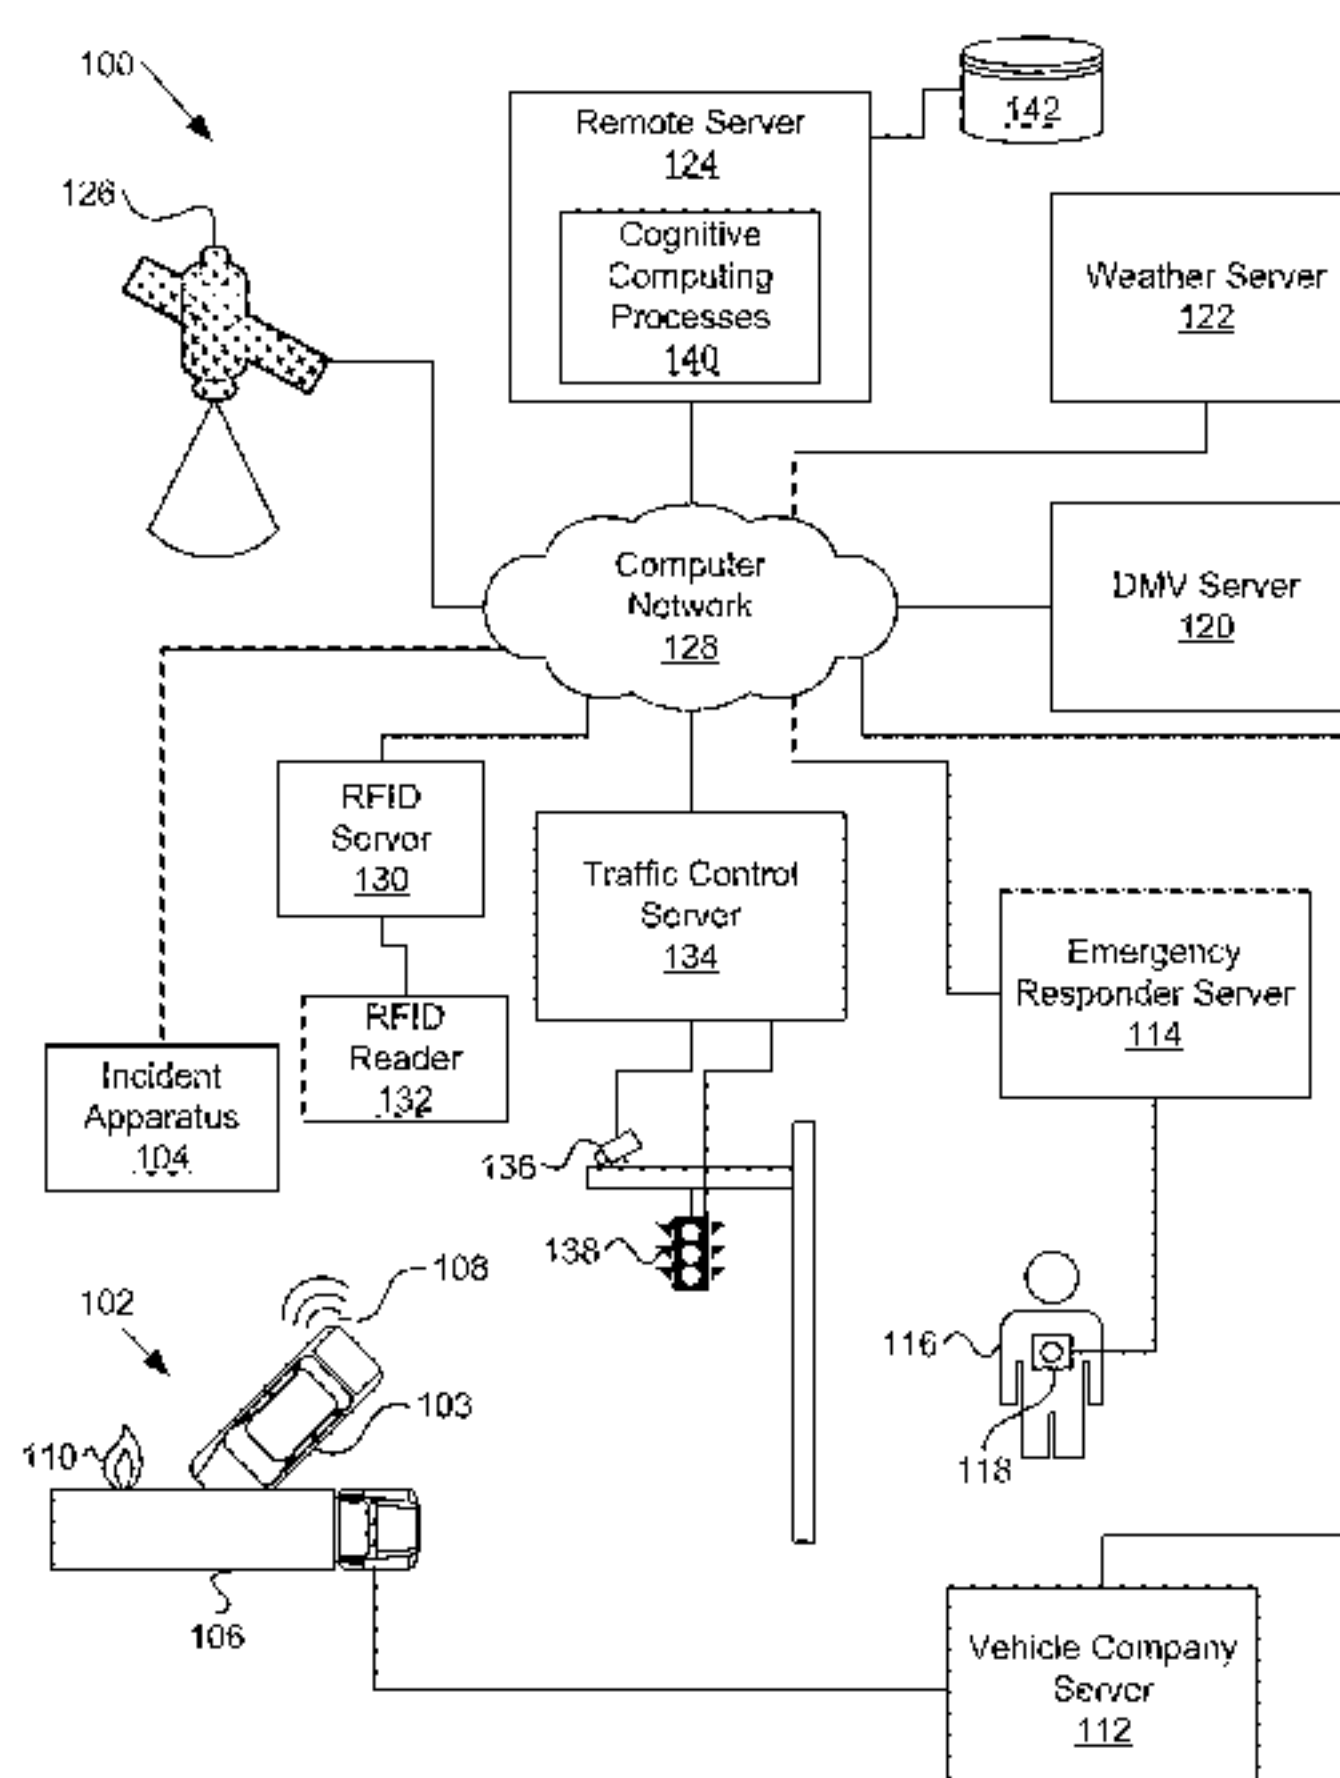 100
142
Remote Server
124
126
Cognitive
Computing
Processes
140
Weather Server
122
Computer
Network
128
DMV Server
120
RFID
Server
130
Traffic Control
Server
134
Emergency
Responder Server
114
RFID
Reader
132
Incident
Apparatus
104
136
138
108
102
116
103
110
118
106
Vehicle Company
Server
112